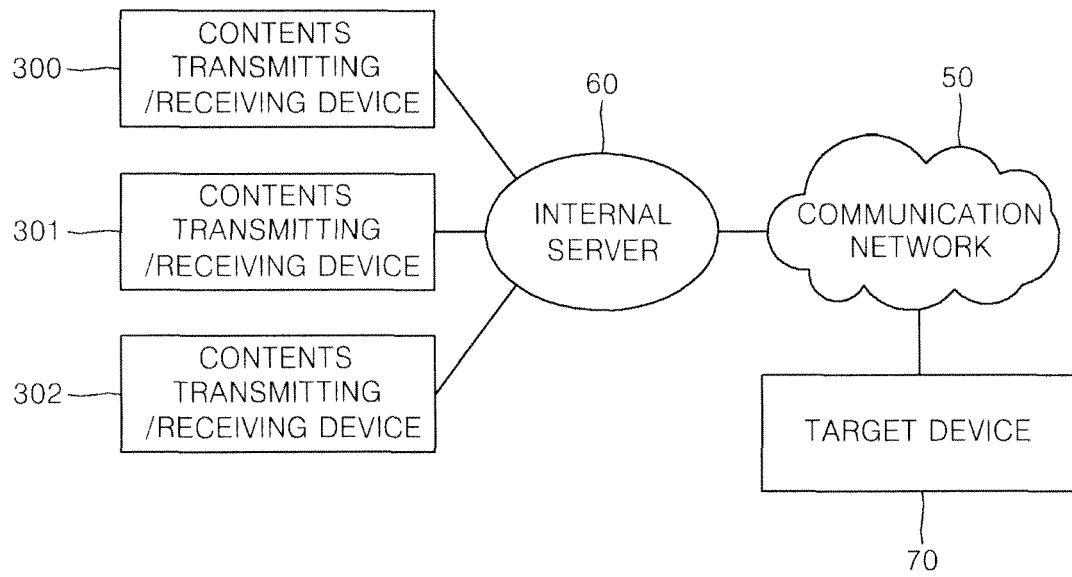 300
CONTENTS
TRANSMITTING
/RECEIVING DEVICE
301
CONTENTS
TRANSMITTING
/RECEIVING DEVICE
302
CONTENTS
TRANSMITTING
/RECEIVING DEVICE
60
INTERNAL
SERVER
50
COMMUNICATION
NETWORK
TARGET DEVICE
70